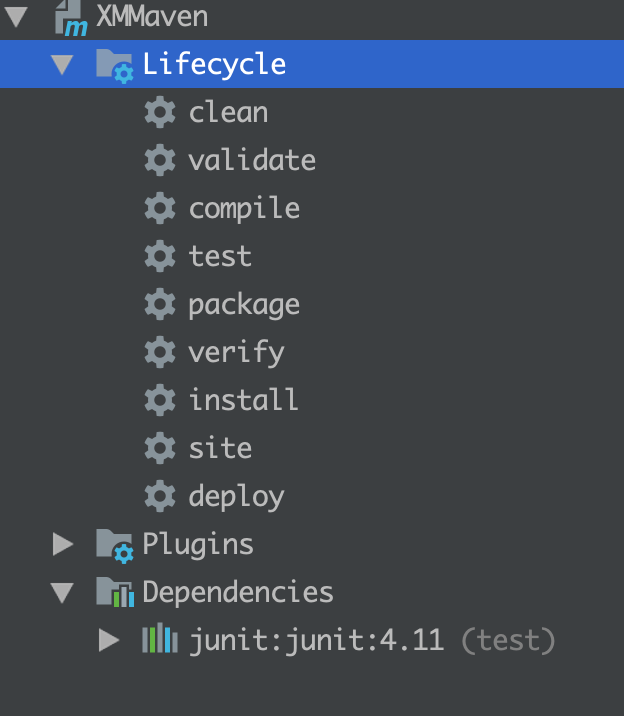 XMMaven
Lifecycle
clean
validate
compile
test
package
verify
install
site
deploy
Plugins
Dependencies
junit:junit:4.11 (test)